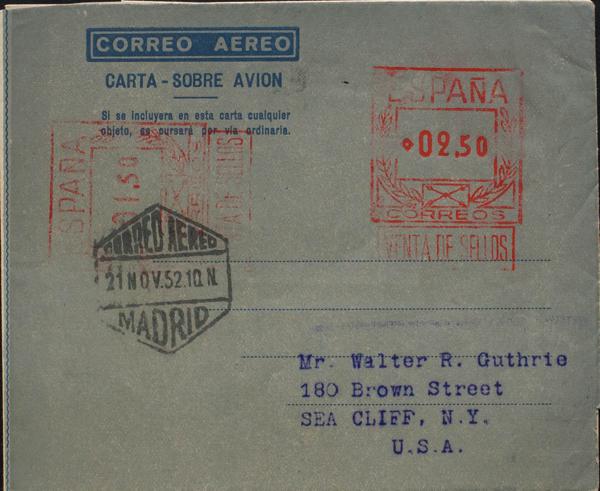 CORREO AEREO
CARTA - SOBRE AVION
Si se incluyera en esta carta cualquier
objeto, se cursará por vía ordinaria.
ESPAÑA
02.50
CORREOS
VENTA DE SELLOS
ESPAÑA
01.50
CORREO AEREO
21 NOV.52.10.N.
MADRID
Mr. Walter R. Guthrie
180 Brown Street
SEA CLIFF, N.Y.
U.S.A.